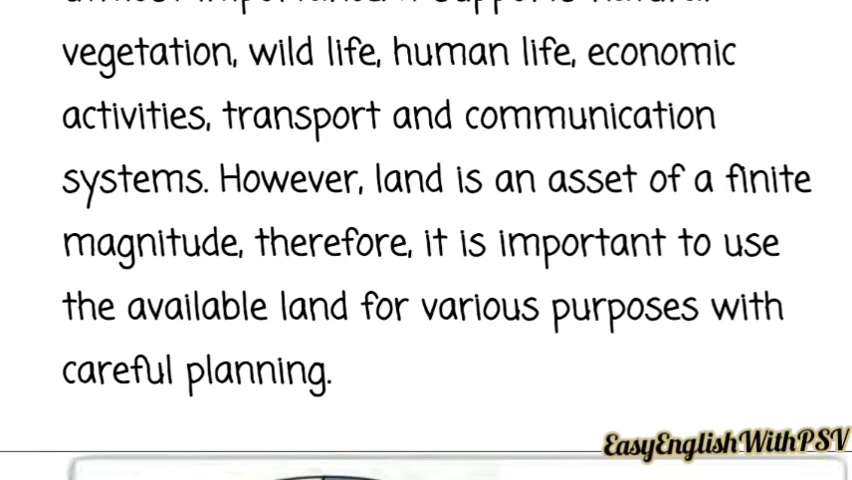 vegetation, wild life, human life, economic
activities, transport and communication
systems. However, land is an asset of a finite
magnitude, therefore, it is important to use
the available land for various purposes with
careful planning.
EasyEnglishWithPSV